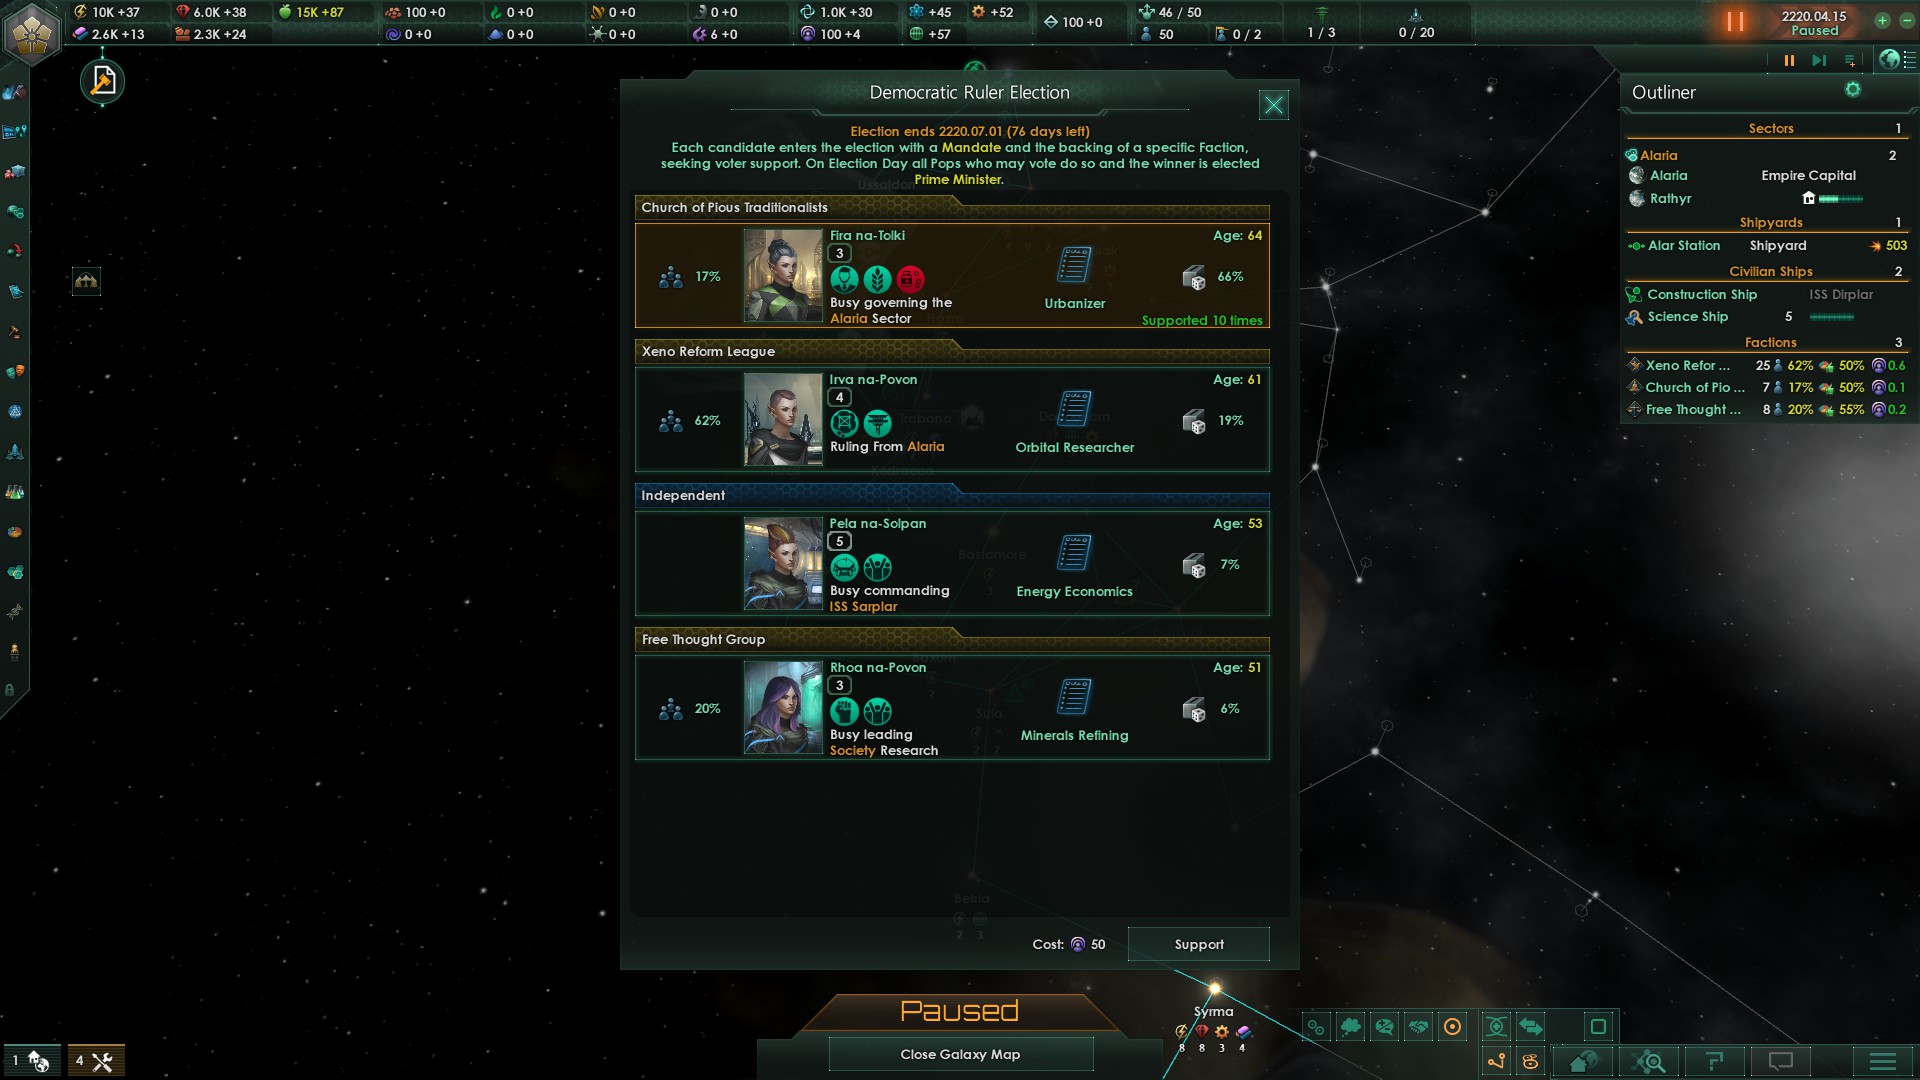 10K +37
6.0K +38
15K +87
100 +0
0 +0
0 +0
0 +0
1.0K +30
+45
+52
100 +0
46 / 50
2220.04.15
Paused
2.6K +13
2.3K +24
0 +0
0 +0
0 +0
6 +0
100 +4
+57
50
0 / 2
1 / 3
0 / 20
Democratic Ruler Election
Election ends 2220.07.01 (76 days left)
Each candidate enters the election with a Mandate and the backing of a specific Faction,
seeking voter support. On Election Day all Pops who may vote do so and the winner is elected
Prime Minister.
Church of Pious Traditionalists
Fira na-Tolki
Age: 64
3
17%
66%
Busy governing the
Alaria Sector
Urbanizer
Supported 10 times
Xeno Reform League
Irva na-Povon
Age: 61
4
62%
19%
Ruling From Alaria
Orbital Researcher
Independent
Pela na-Solpan
Age: 53
5
7%
Busy commanding
ISS Sarplar
Energy Economics
Free Thought Group
Rhoa na-Povon
Age: 51
3
20%
6%
Busy leading
Society Research
Minerals Refining
Betria
2 3
Cost: 50
Support
Paused
Close Galaxy Map
Syrma
8 8 3 4
1
4
Outliner
Sectors 1
Alaria 2
Alaria Empire Capital
Rathyr
Shipyards 1
Alar Station Shipyard 503
Civilian Ships 2
Construction Ship ISS Dirplar
Science Ship 5
Factions 3
Xeno Refor ... 25 62% 50% 0.6
Church of Pio ... 7 17% 50% 0.1
Free Thought ... 8 20% 55% 0.2